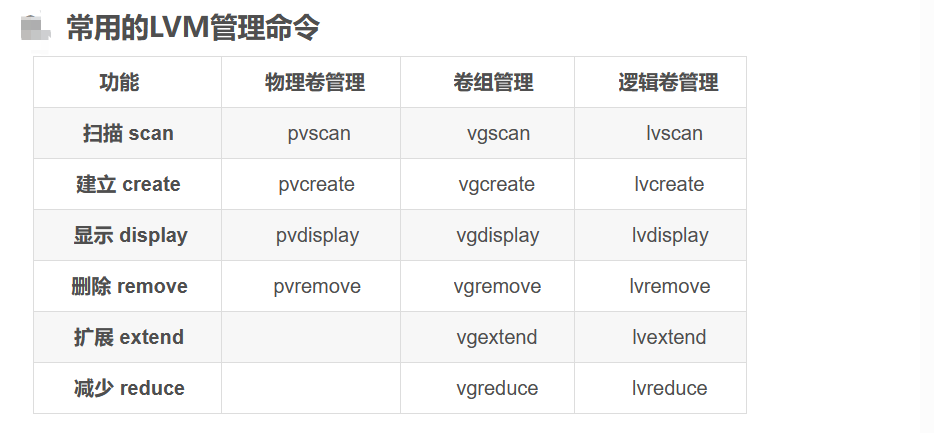 常用的LVM管理命令
功能 物理卷管理 卷组管理 逻辑卷管理
扫描 scan pvscan vgscan lvscan
建立 create pvcreate vgcreate lvcreate
显示 display pvdisplay vgdisplay lvdisplay
删除 remove pvremove vgremove lvremove
扩展 extend vgextend lvextend
减少 reduce vgreduce lvreduce